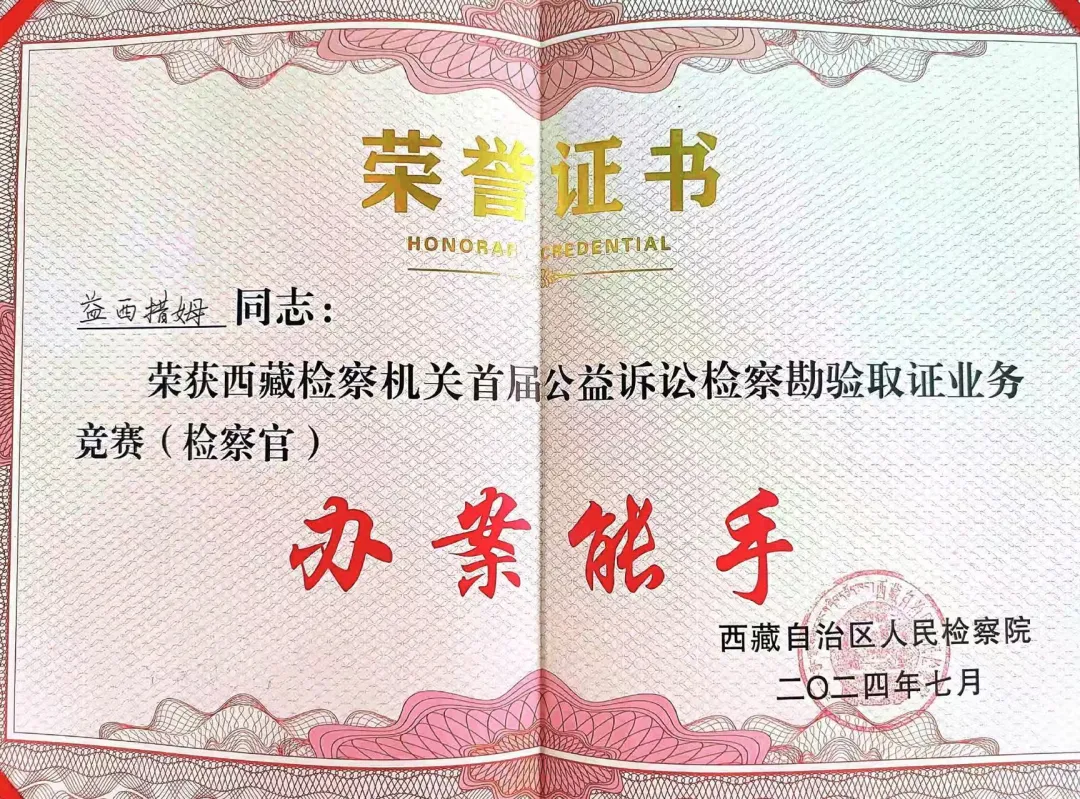 荣誉证书
HONORARY CREDENTIAL
益西措姆 同志：
荣获西藏检察机关首届公益诉讼检察勘验取证业务
竞赛（检察官）
办案能手
西藏自治区人民检察院
二〇二四年七月